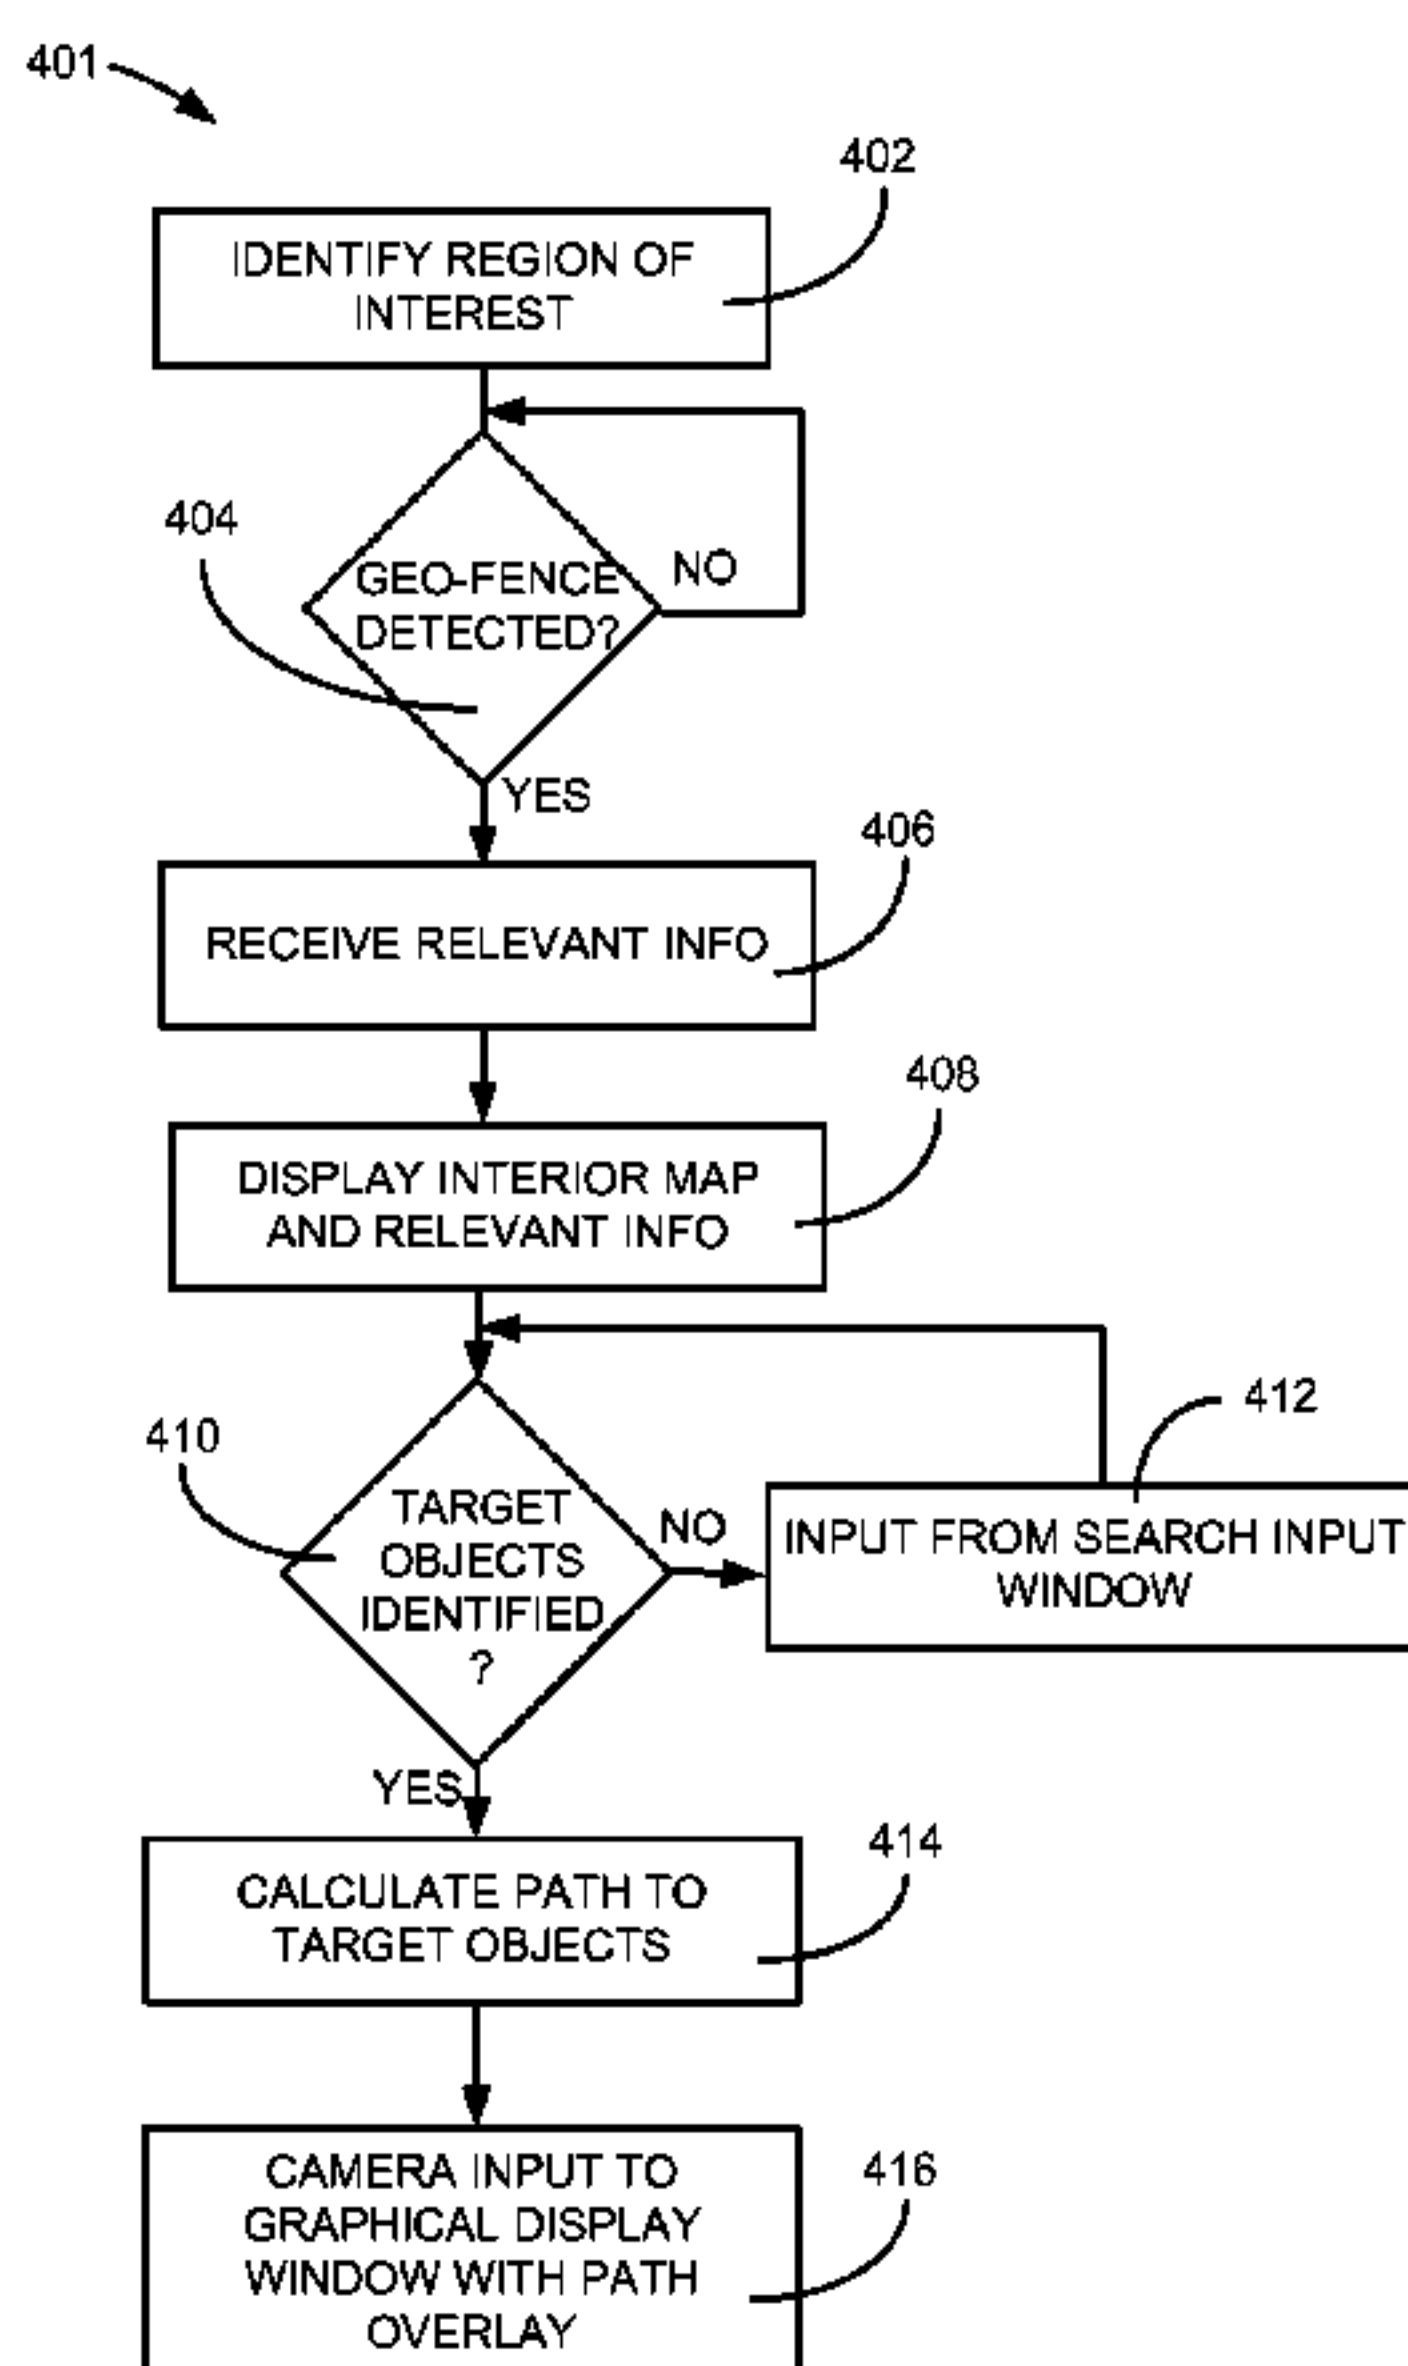 401
402
IDENTIFY REGION OF
INTEREST
404
GEO-FENCE
DETECTED?
NO
YES
406
RECEIVE RELEVANT INFO
408
DISPLAY INTERIOR MAP
AND RELEVANT INFO
410
TARGET
OBJECTS
IDENTIFIED
?
NO
412
INPUT FROM SEARCH INPUT
WINDOW
YES
414
CALCULATE PATH TO
TARGET OBJECTS
416
CAMERA INPUT TO
GRAPHICAL DISPLAY
WINDOW WITH PATH
OVERLAY